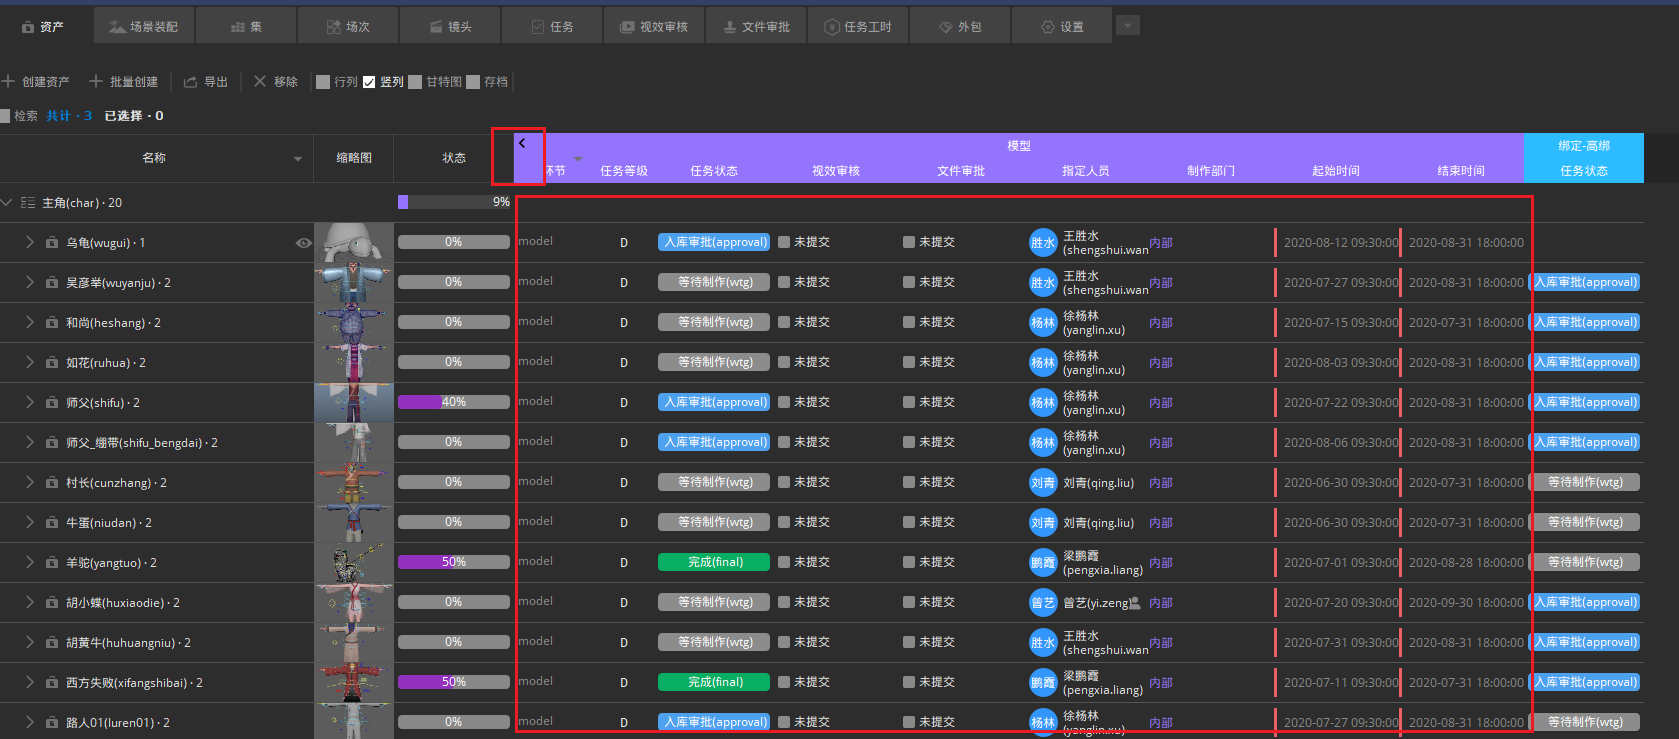 资产 场景装配 集 场次 镜头 任务 视效审核 文件审批 任务工时 外包 设置
创建资产 批量创建 导出 移除 行列 竖列 甘特图 存档
检索 共计 · 3 已选择 · 0
名称 缩略图 状态 模型 绑定-高绑
环节 任务等级 任务状态 视效审核 文件审批 指定人员 制作部门 起始时间 结束时间 任务状态
主角(char) · 20 9%
乌龟(wugui) · 1 0% model D 入库审批(approval) 未提交 未提交 胜水 王胜水 (shengshui.wan 内部 2020-08-12 09:30:00 2020-08-31 18:00:00
吴彦举(wuyanju) · 2 0% model D 等待制作(wtg) 未提交 未提交 胜水 王胜水 (shengshui.wan 内部 2020-07-27 09:30:00 2020-08-31 18:00:00 入库审批(approval)
和尚(heshang) · 2 0% model D 等待制作(wtg) 未提交 未提交 杨林 徐杨林 (yanglin.xu) 内部 2020-07-15 09:30:00 2020-07-31 18:00:00 入库审批(approval)
如花(ruhua) · 2 0% model D 等待制作(wtg) 未提交 未提交 杨林 徐杨林 (yanglin.xu) 内部 2020-08-03 09:30:00 2020-08-31 18:00:00 入库审批(approval)
师父(shifu) · 2 40% model D 入库审批(approval) 未提交 未提交 杨林 徐杨林 (yanglin.xu) 内部 2020-07-22 09:30:00 2020-08-31 18:00:00 入库审批(approval)
师父_绷带(shifu_bengdai) · 2 0% model D 入库审批(approval) 未提交 未提交 杨林 徐杨林 (yanglin.xu) 内部 2020-08-06 09:30:00 2020-08-31 18:00:00 入库审批(approval)
村长(cunzhang) · 2 0% model D 等待制作(wtg) 未提交 未提交 刘青 刘青(qing.liu) 内部 2020-06-30 09:30:00 2020-07-31 18:00:00 等待制作(wtg)
牛蛋(niudan) · 2 0% model D 等待制作(wtg) 未提交 未提交 刘青 刘青(qing.liu) 内部 2020-06-30 09:30:00 2020-07-31 18:00:00 等待制作(wtg)
羊驼(yangtuo) · 2 50% model D 完成(final) 未提交 未提交 鹏霞 梁鹏霞 (pengxia.liang) 内部 2020-07-01 09:30:00 2020-08-28 18:00:00 等待制作(wtg)
胡小蝶(huxiaodie) · 2 0% model D 等待制作(wtg) 未提交 未提交 曾艺 曾艺(yi.zeng) 内部 2020-07-20 09:30:00 2020-09-30 18:00:00 入库审批(approval)
胡黄牛(huhuangniu) · 2 0% model D 等待制作(wtg) 未提交 未提交 胜水 王胜水 (shengshui.wan 内部 2020-07-31 09:30:00 2020-08-31 18:00:00 入库审批(approval)
西方失败(xifangshibai) · 2 50% model D 完成(final) 未提交 未提交 鹏霞 梁鹏霞 (pengxia.liang) 内部 2020-07-11 09:30:00 2020-07-31 18:00:00 入库审批(approval)
路人01(luren01) · 2 0% model D 入库审批(approval) 未提交 未提交 杨林 徐杨林 (yanglin.xu) 内部 2020-07-27 09:30:00 2020-08-31 18:00:00 等待制作(wtg)